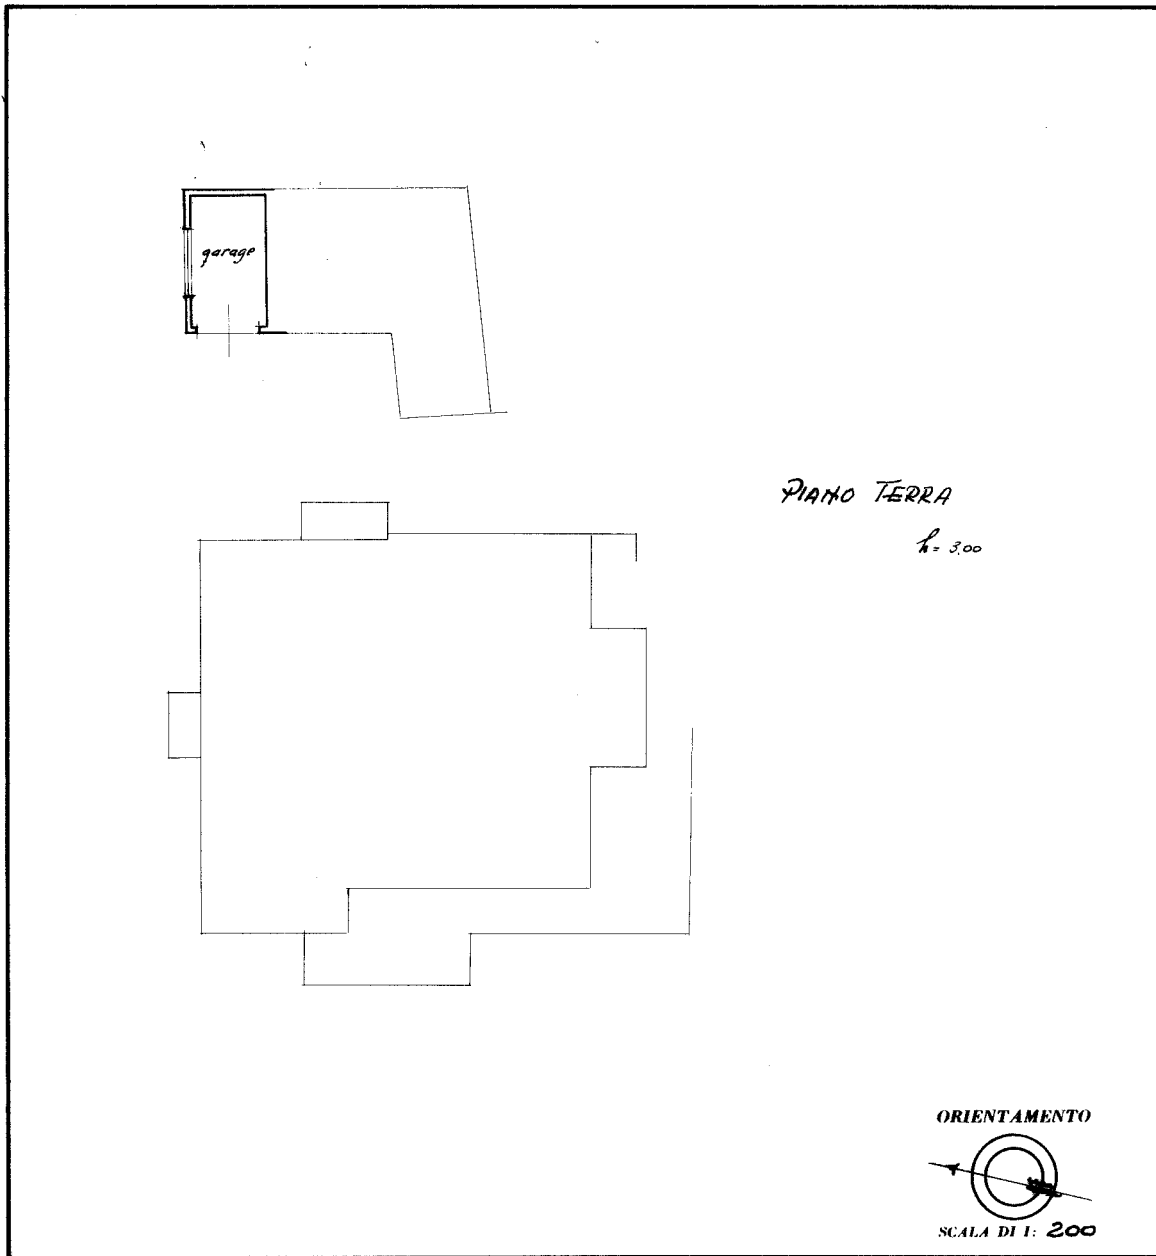 garage
PIANO TERRA
h= 3,00
ORIENTAMENTO
SCALA DI 1: 200